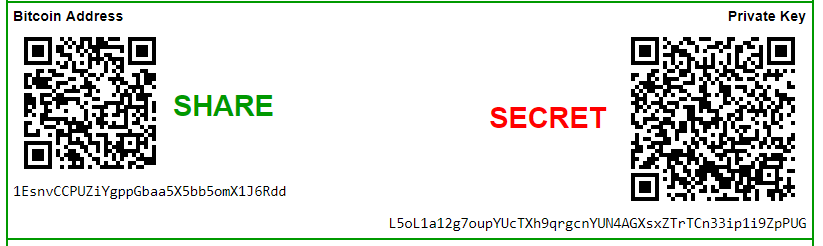 Bitcoin Address
Private Key
SHARE
SECRET
1EsnvCCPUZiYgppGbaa5X5bb5omX1J6Rdd
L5oL1a12g7oupYUcTXh9qrgcnYUN4AGXsxZTrTCn33ip1i9ZpPUG